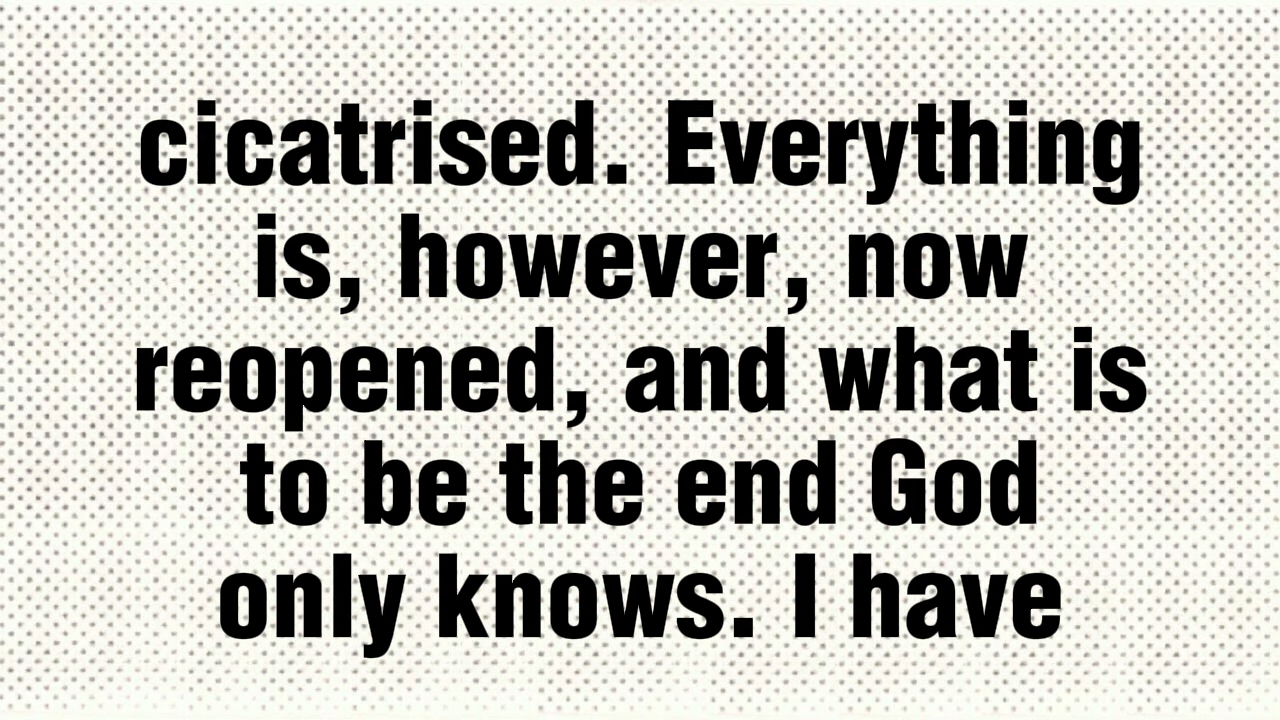 cicatrised. Everything
is, however, now
reopened, and what is
to be the end God
only knows. I have